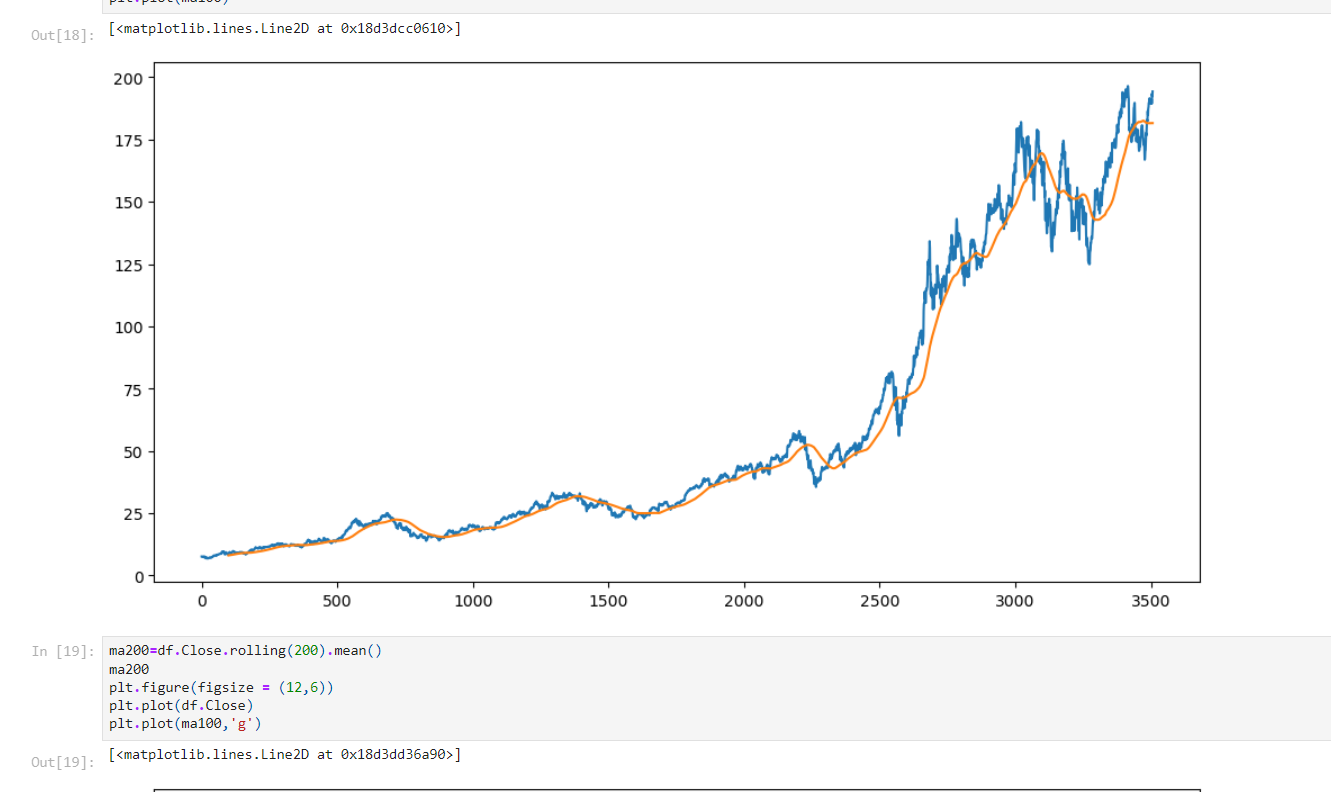 plt.plot(ma100)
Out[18]: [<matplotlib.lines.Line2D at 0x18d3dcc0610>]
200
175
150
125
100
75
50
25
0
0 500 1000 1500 2000 2500 3000 3500
In [19]: ma200=df.Close.rolling(200).mean()
ma200
plt.figure(figsize = (12,6))
plt.plot(df.Close)
plt.plot(ma100,'g')
Out[19]: [<matplotlib.lines.Line2D at 0x18d3dd36a90>]